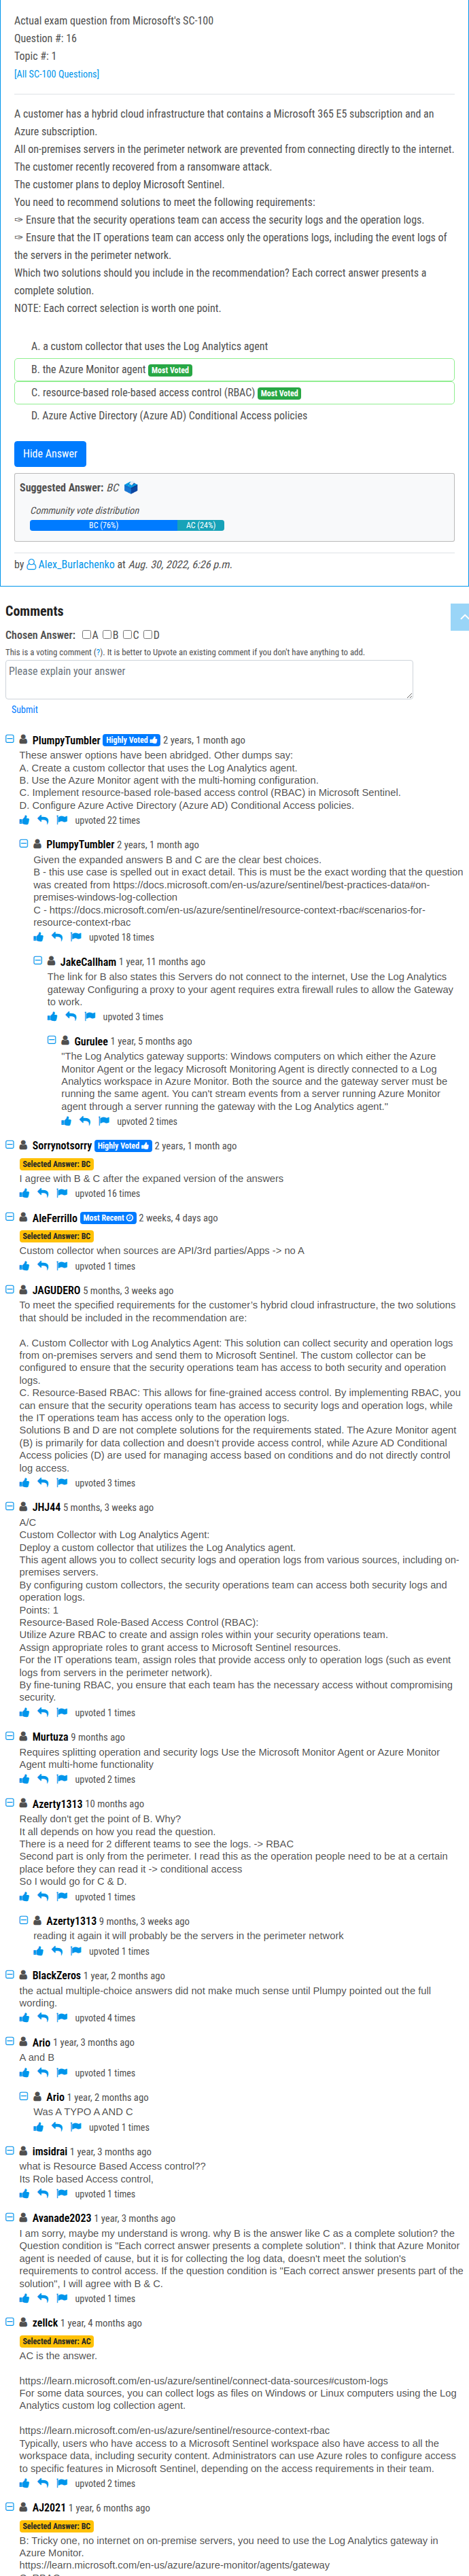 Actual exam question from Microsoft's SC-100
Question #: 16
Topic #: 1
[All SC-100 Questions]
A customer has a hybrid cloud infrastructure that contains a Microsoft 365 E5 subscription and an
Azure subscription.
All on-premises servers in the perimeter network are prevented from connecting directly to the internet.
The customer recently recovered from a ransomware attack.
The customer plans to deploy Microsoft Sentinel.
You need to recommend solutions to meet the following requirements:
✑ Ensure that the security operations team can access the security logs and the operation logs.
✑ Ensure that the IT operations team can access only the operations logs, including the event logs of
the servers in the perimeter network.
Which two solutions should you include in the recommendation? Each correct answer presents a
complete solution.
NOTE: Each correct selection is worth one point.
A. a custom collector that uses the Log Analytics agent
B. the Azure Monitor agent Most Voted
C. resource-based role-based access control (RBAC) Most Voted
D. Azure Active Directory (Azure AD) Conditional Access policies
Hide Answer
Suggested Answer: BC
Community vote distribution
BC (76%) AC (24%)
by Alex_Burlachenko at Aug. 30, 2022, 6:26 p.m.
Comments
Chosen Answer: A B C D
This is a voting comment (?). It is better to Upvote an existing comment if you don't have anything to add.
Please explain your answer
Submit
PlumpyTumbler Highly Voted 2 years, 1 month ago
These answer options have been abridged. Other dumps say:
A. Create a custom collector that uses the Log Analytics agent.
B. Use the Azure Monitor agent with the multi-homing configuration.
C. Implement resource-based role-based access control (RBAC) in Microsoft Sentinel.
D. Configure Azure Active Directory (Azure AD) Conditional Access policies.
upvoted 22 times
PlumpyTumbler 2 years, 1 month ago
Given the expanded answers B and C are the clear best choices.
B - this use case is spelled out in exact detail. This is must be the exact wording that the question
was created from https://docs.microsoft.com/en-us/azure/sentinel/best-practices-data#on-
premises-windows-log-collection
C - https://docs.microsoft.com/en-us/azure/sentinel/resource-context-rbac#scenarios-for-
resource-context-rbac
upvoted 18 times
JakeCallham 1 year, 11 months ago
The link for B also states this Servers do not connect to the internet, Use the Log Analytics
gateway Configuring a proxy to your agent requires extra firewall rules to allow the Gateway
to work.
upvoted 3 times
Gurulee 1 year, 5 months ago
"The Log Analytics gateway supports: Windows computers on which either the Azure
Monitor Agent or the legacy Microsoft Monitoring Agent is directly connected to a Log
Analytics workspace in Azure Monitor. Both the source and the gateway server must be
running the same agent. You can't stream events from a server running Azure Monitor
agent through a server running the gateway with the Log Analytics agent."
upvoted 2 times
Sorrynotsorry Highly Voted 2 years, 1 month ago
Selected Answer: BC
I agree with B & C after the expaned version of the answers
upvoted 16 times
AleFerrillo Most Recent 2 weeks, 4 days ago
Selected Answer: BC
Custom collector when sources are API/3rd parties/Apps -> no A
upvoted 1 times
JAGUDERO 5 months, 3 weeks ago
To meet the specified requirements for the customer's hybrid cloud infrastructure, the two solutions
that should be included in the recommendation are:
A. Custom Collector with Log Analytics Agent: This solution can collect security and operation logs
from on-premises servers and send them to Microsoft Sentinel. The custom collector can be
configured to ensure that the security operations team has access to both security and operation
logs.
C. Resource-Based RBAC: This allows for fine-grained access control. By implementing RBAC, you
can ensure that the security operations team has access to security logs and operation logs, while
the IT operations team has access only to the operation logs.
Solutions B and D are not complete solutions for the requirements stated. The Azure Monitor agent
(B) is primarily for data collection and doesn't provide access control, while Azure AD Conditional
Access policies (D) are used for managing access based on conditions and do not directly control
log access.
upvoted 3 times
JHJ44 5 months, 3 weeks ago
A/C
Custom Collector with Log Analytics Agent:
Deploy a custom collector that utilizes the Log Analytics agent.
This agent allows you to collect security logs and operation logs from various sources, including on-
premises servers.
By configuring custom collectors, the security operations team can access both security logs and
operation logs.
Points: 1
Resource-Based Role-Based Access Control (RBAC):
Utilize Azure RBAC to create and assign roles within your security operations team.
Assign appropriate roles to grant access to Microsoft Sentinel resources.
For the IT operations team, assign roles that provide access only to operation logs (such as event
logs from servers in the perimeter network).
By fine-tuning RBAC, you ensure that each team has the necessary access without compromising
security.
upvoted 1 times
Murtuza 9 months ago
Requires splitting operation and security logs Use the Microsoft Monitor Agent or Azure Monitor
Agent multi-home functionality
upvoted 2 times
Azerty1313 10 months ago
Really don't get the point of B. Why?
It all depends on how you read the question.
There is a need for 2 different teams to see the logs. -> RBAC
Second part is only from the perimeter. I read this as the operation people need to be at a certain
place before they can read it -> conditional access
So I would go for C & D.
upvoted 1 times
Azerty1313 9 months, 3 weeks ago
reading it again it will probably be the servers in the perimeter network
upvoted 1 times
BlackZeros 1 year, 2 months ago
the actual multiple-choice answers did not make much sense until Plumpy pointed out the full
wording.
upvoted 4 times
Ario 1 year, 3 months ago
A and B
upvoted 1 times
Ario 1 year, 2 months ago
Was A TYPO A AND C
upvoted 1 times
imsidrai 1 year, 3 months ago
what is Resource Based Access control??
Its Role based Access control,
upvoted 1 times
Avanade2023 1 year, 3 months ago
I am sorry, maybe my understand is wrong. why B is the answer like C as a complete solution? the
Question condition is "Each correct answer presents a complete solution". I think that Azure Monitor
agent is needed of cause, but it is for collecting the log data, doesn't meet the solution's
requirements to control access. If the question condition is "Each correct answer presents part of the
solution", I will agree with B & C.
upvoted 1 times
zellck 1 year, 4 months ago
Selected Answer: AC
AC is the answer.
https://learn.microsoft.com/en-us/azure/sentinel/connect-data-sources#custom-logs
For some data sources, you can collect logs as files on Windows or Linux computers using the Log
Analytics custom log collection agent.
https://learn.microsoft.com/en-us/azure/sentinel/resource-context-rbac
Typically, users who have access to a Microsoft Sentinel workspace also have access to all the
workspace data, including security content. Administrators can use Azure roles to configure access
to specific features in Microsoft Sentinel, depending on the access requirements in their team.
upvoted 2 times
AJ2021 1 year, 6 months ago
Selected Answer: BC
B: Tricky one, no internet on on-premise servers, you need to use the Log Analytics gateway in
Azure Monitor.
https://learn.microsoft.com/en-us/azure/azure-monitor/agents/gateway